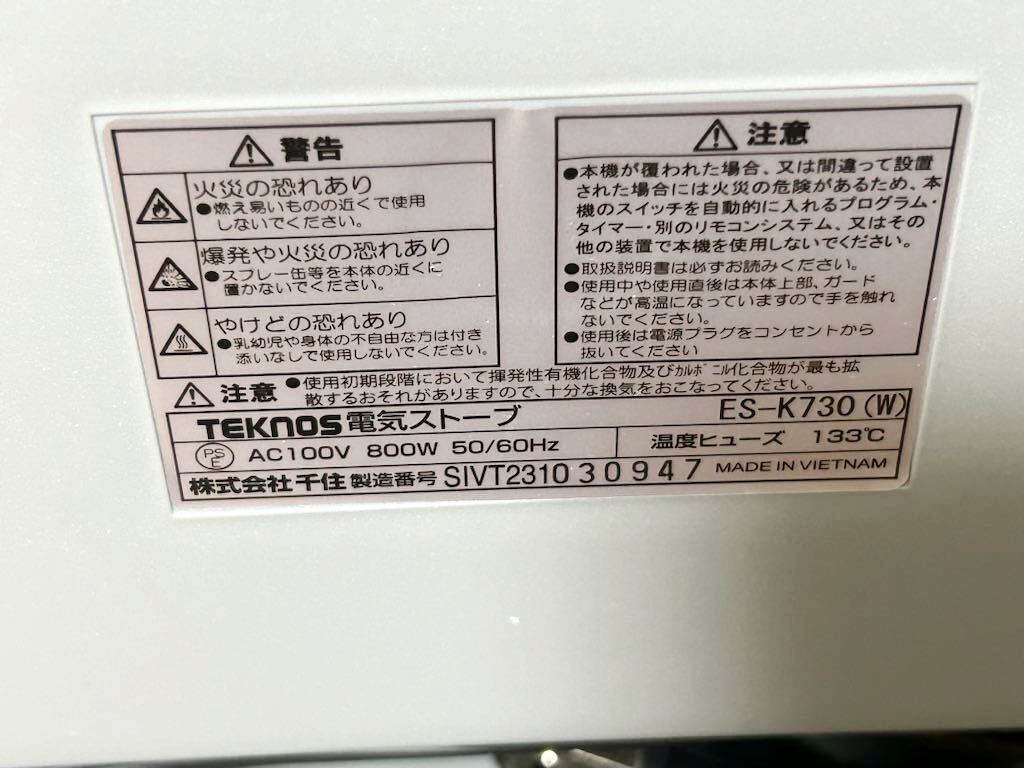 警告
火災の恐れあり
●燃え易いものの近くで使用
しないでください。
爆発や火災の恐れあり
●スプレー缶等を本体の近くに
置かないでください。
やけどの恐れあり
●乳幼児や身体の不自由な方は付き
添いなしで使用しないでください。
注意
●本機が覆われた場合、又は間違って設置
された場合には火災の危険があるため、本
機のスイッチを自動的に入れるプログラム・
タイマー・別のリモコンシステム、又はその
他の装置で本機を使用しないでください。
●取扱説明書は必ずお読みください。
●使用中や使用直後は本体上部、ガード
などが高温になっていますので手を触れ
ないでください。
●使用後は電源プラグをコンセントから
抜いてください
注意 ●使用初期段階において揮発性有機化合物及びｶﾙﾎﾞﾆﾙ化合物が最も拡
散するおそれがありますので、十分な換気をおこなってください。
TEKNOS 電気ストーブ ES-K730 (W)
PSE AC100V 800W 50/60Hz 温度ヒューズ 133℃
株式会社千住 製造番号 SIVT231030947 MADE IN VIETNAM